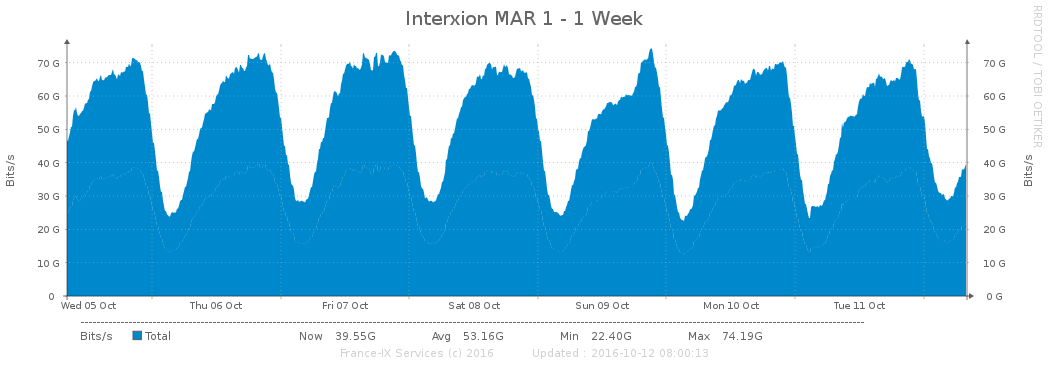 Interxion MAR 1 - 1 Week
RRDTOOL / TOBI OETIKER
Bits/s
70 G
60 G
50 G
40 G
30 G
20 G
10 G
0
70 G
60 G
50 G
40 G
30 G
20 G
10 G
0 G
Bits/s
Wed 05 Oct Thu 06 Oct Fri 07 Oct Sat 08 Oct Sun 09 Oct Mon 10 Oct Tue 11 Oct
Bits/s Total Now 39.55G Avg 53.16G Min 22.40G Max 74.19G
France-IX Services (c) 2016 Updated : 2016-10-12 08:00:13